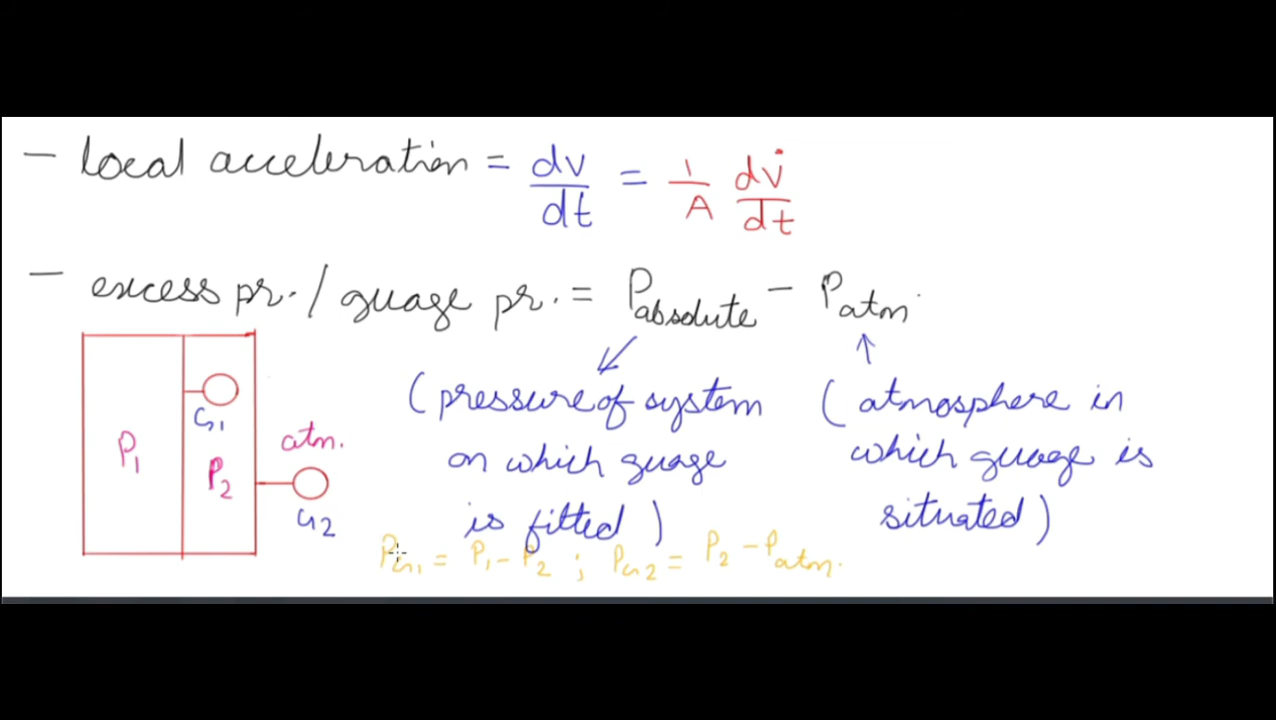 – local acceleration = dv/dt = 1/A dv̇/dt
– excess pr. / guage pr. = Pabsolute – Patm
(pressure of system on which guage is fitted)
(atmosphere in which guage is situated)
P1
G1
P2
atm.
G2
PG1 = P1 – P2 ; PG2 = P2 – Patm.